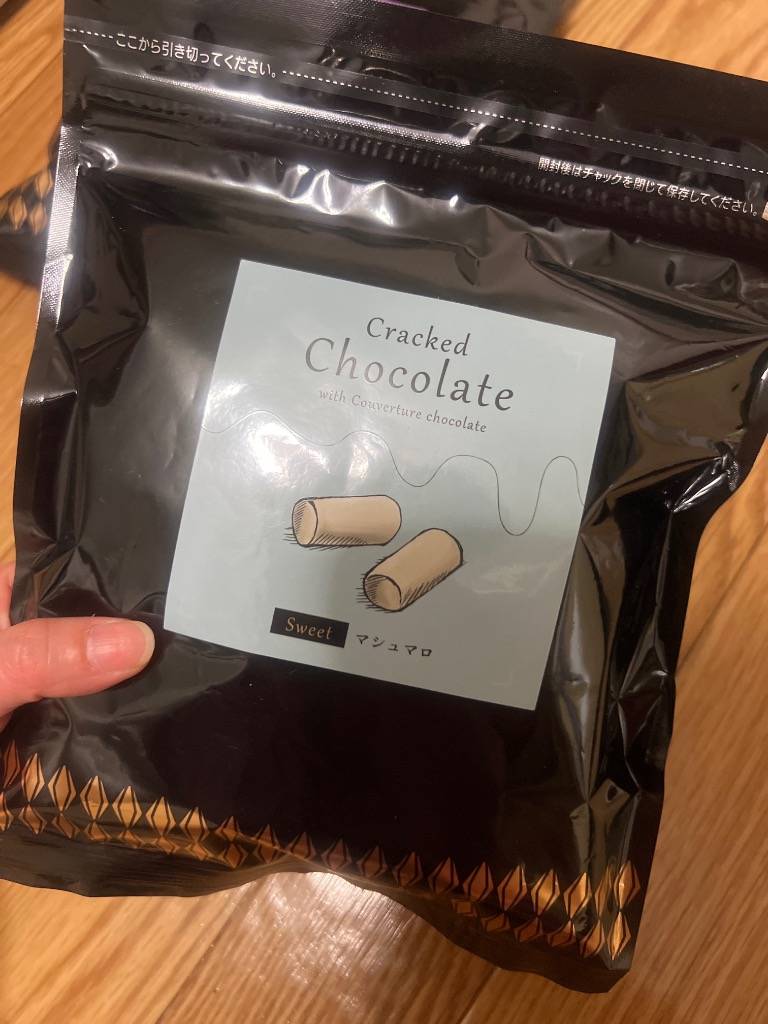 ここから引き切ってください。
開封後はチャックを閉じて保存してください。
Cracked
Chocolate
with Couverture chocolate
Sweet マシュマロ